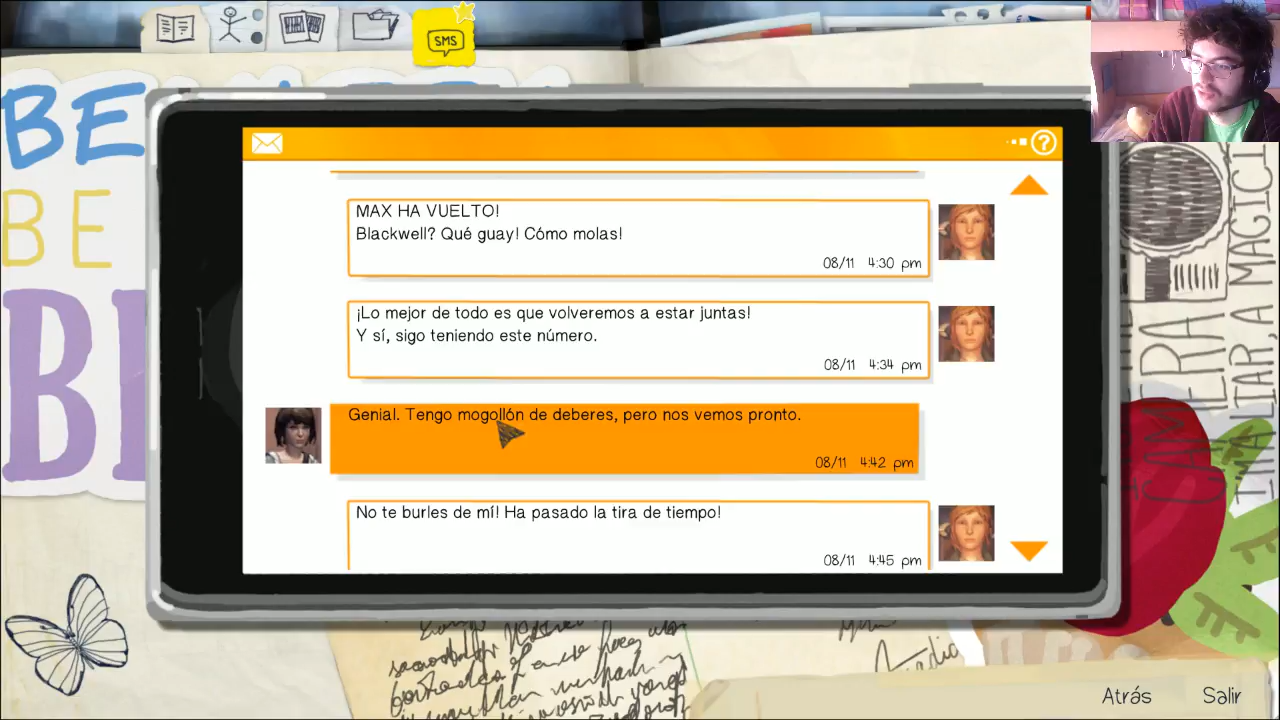 SMS
BE
BE
BE
MAX HA VUELTO!
Blackwell? Qué guay! Cómo molas!
08/11 4:30 pm
¡Lo mejor de todo es que volveremos a estar juntas!
Y sí, sigo teniendo este número.
08/11 4:34 pm
Genial. Tengo mogollón de deberes, pero nos vemos pronto.
08/11 4:42 pm
No te burles de mí! Ha pasado la tira de tiempo!
08/11 4:45 pm
Atrás Salir